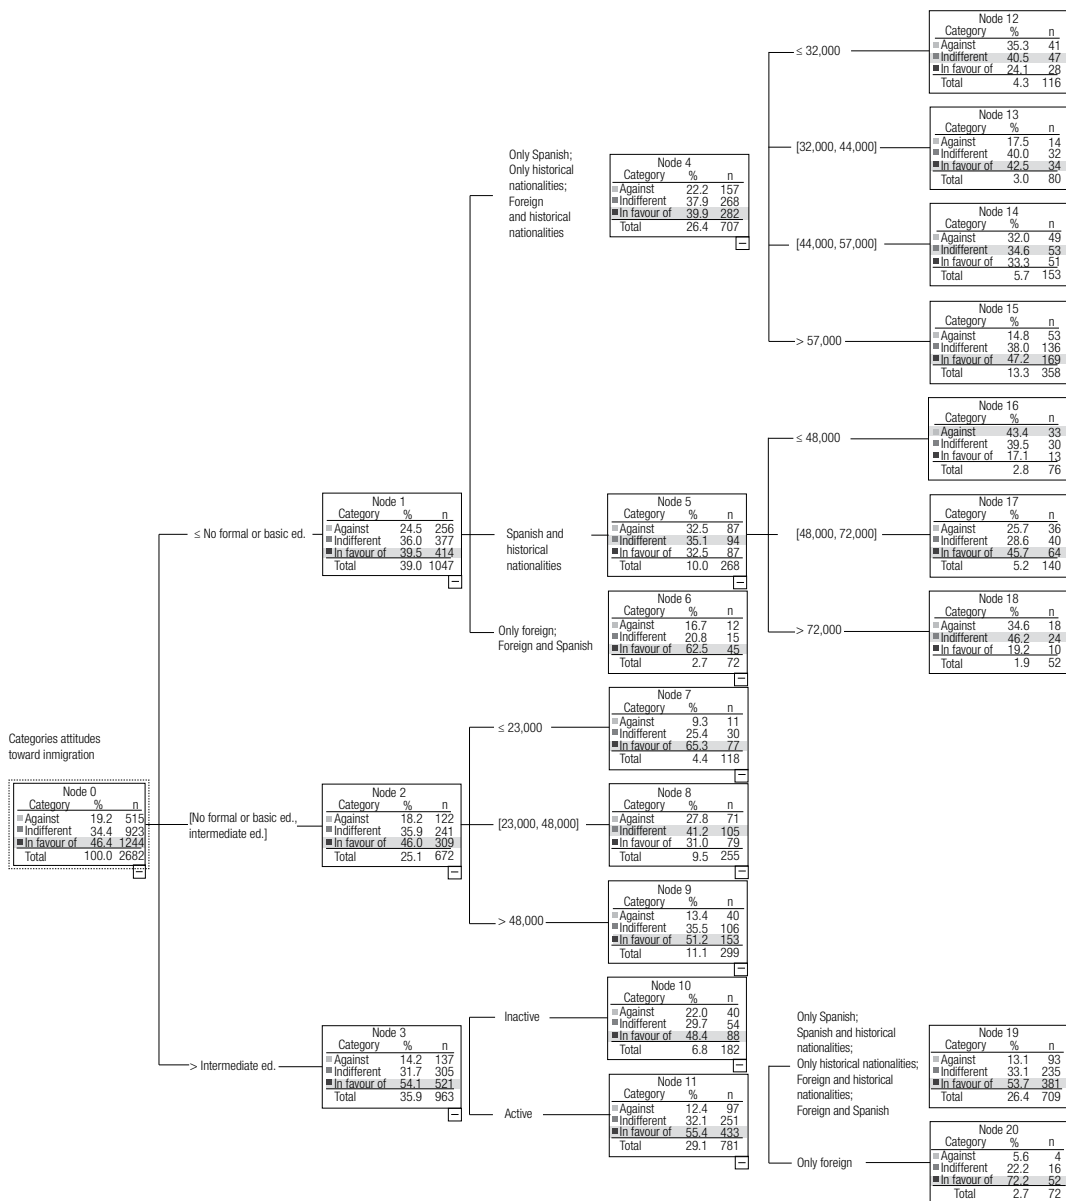 Categories attitudes
toward inmigration
Node 0
Category % n
Against 19.2 515
Indifferent 34.4 923
In favour of 46.4 1244
Total 100.0 2682
≤ No formal or basic ed.
Node 1
Category % n
Against 24.5 256
Indifferent 36.0 377
In favour of 39.5 414
Total 39.0 1047
[No formal or basic ed.,
intermediate ed.]
Node 2
Category % n
Against 18.2 122
Indifferent 35.9 241
In favour of 46.0 309
Total 25.1 672
> Intermediate ed.
Node 3
Category % n
Against 14.2 137
Indifferent 31.7 305
In favour of 54.1 521
Total 35.9 963
Only Spanish;
Only historical
nationalities;
Foreign
and historical
nationalities
Node 4
Category % n
Against 22.2 157
Indifferent 37.9 268
In favour of 39.9 282
Total 26.4 707
Spanish and
historical
nationalities
Node 5
Category % n
Against 32.5 87
Indifferent 35.1 94
In favour of 32.5 87
Total 10.0 268
Only foreign;
Foreign and Spanish
Node 6
Category % n
Against 16.7 12
Indifferent 20.8 15
In favour of 62.5 45
Total 2.7 72
≤ 23,000
Node 7
Category % n
Against 9.3 11
Indifferent 25.4 30
In favour of 65.3 77
Total 4.4 118
[23,000, 48,000]
Node 8
Category % n
Against 27.8 71
Indifferent 41.2 105
In favour of 31.0 79
Total 9.5 255
> 48,000
Node 9
Category % n
Against 13.4 40
Indifferent 35.5 106
In favour of 51.2 153
Total 11.1 299
Inactive
Node 10
Category % n
Against 22.0 40
Indifferent 29.7 54
In favour of 48.4 88
Total 6.8 182
Active
Node 11
Category % n
Against 12.4 97
Indifferent 32.1 251
In favour of 55.4 433
Total 29.1 781
≤ 32,000
Node 12
Category % n
Against 35.3 41
Indifferent 40.5 47
In favour of 24.1 28
Total 4.3 116
[32,000, 44,000]
Node 13
Category % n
Against 17.5 14
Indifferent 40.0 32
In favour of 42.5 34
Total 3.0 80
[44,000, 57,000]
Node 14
Category % n
Against 32.0 49
Indifferent 34.6 53
In favour of 33.3 51
Total 5.7 153
> 57,000
Node 15
Category % n
Against 14.8 53
Indifferent 38.0 136
In favour of 47.2 169
Total 13.3 358
≤ 48,000
Node 16
Category % n
Against 43.4 33
Indifferent 39.5 30
In favour of 17.1 13
Total 2.8 76
[48,000, 72,000]
Node 17
Category % n
Against 25.7 36
Indifferent 28.6 40
In favour of 45.7 64
Total 5.2 140
> 72,000
Node 18
Category % n
Against 34.6 18
Indifferent 46.2 24
In favour of 19.2 10
Total 1.9 52
Only Spanish;
Spanish and historical
nationalities;
Only historical nationalities;
Foreign and historical
nationalities;
Foreign and Spanish
Node 19
Category % n
Against 13.1 93
Indifferent 33.1 235
In favour of 53.7 381
Total 26.4 709
Only foreign
Node 20
Category % n
Against 5.6 4
Indifferent 22.2 16
In favour of 72.2 52
Total 2.7 72